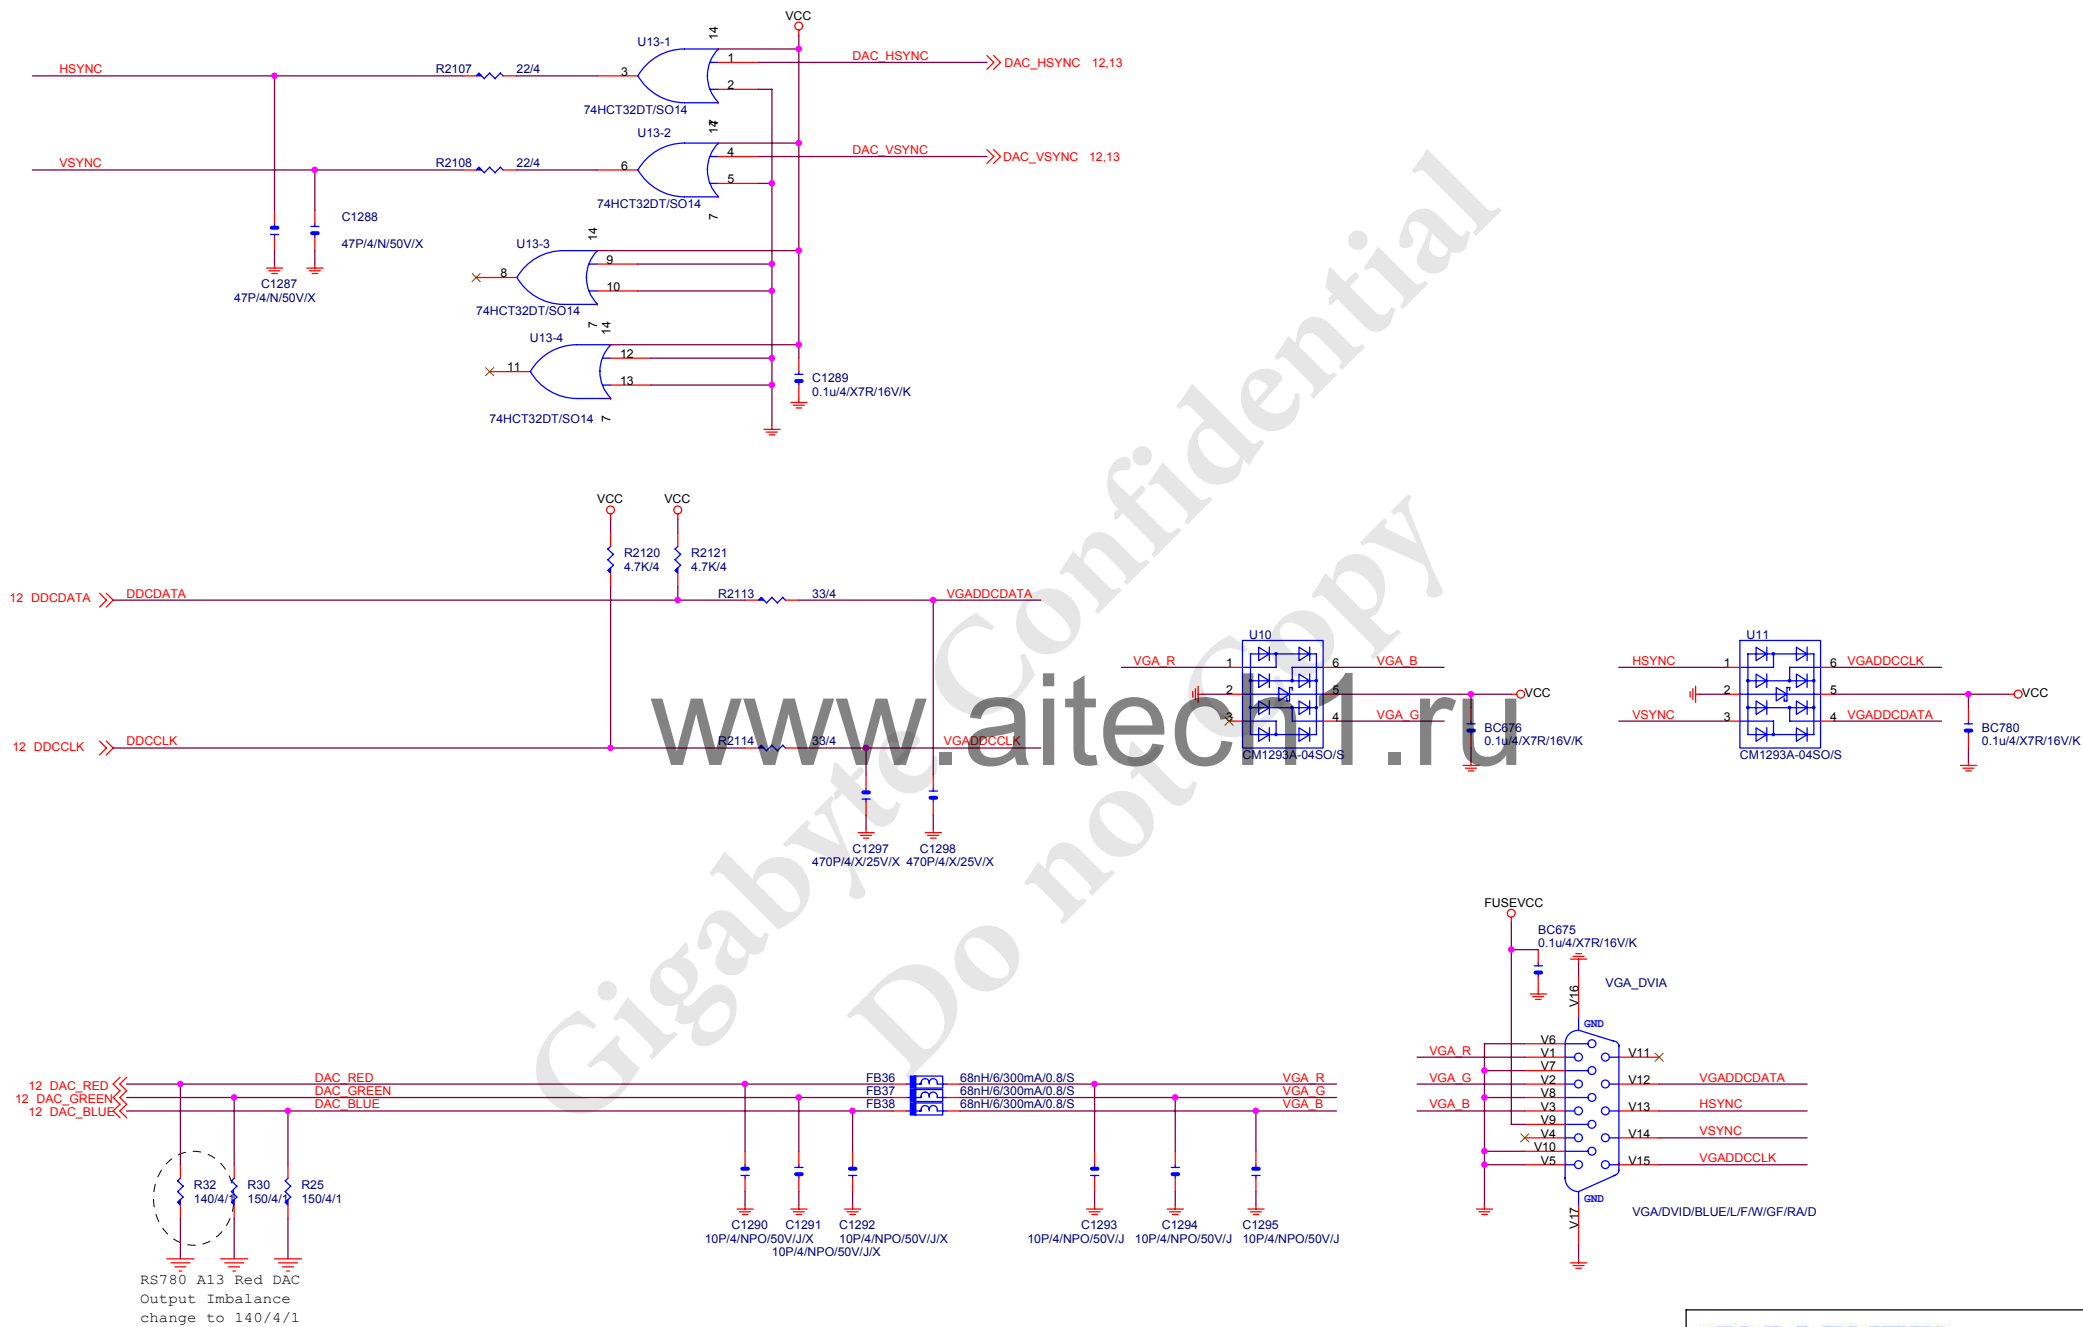 VCC
U13-1
14
HSYNC
R2107
22/4
3
1
2
DAC_HSYNC
DAC_HSYNC 12,13
74HCT32DT/SO14
U13-2
7
14
VSYNC
R2108
22/4
6
4
5
DAC_VSYNC
DAC_VSYNC 12,13
74HCT32DT/SO14
7
C1288
47P/4/N/50V/X
C1287
47P/4/N/50V/X
U13-3
14
8
9
10
74HCT32DT/SO14
7
U13-4
14
11
12
13
74HCT32DT/SO14
7
C1289
0.1u/4/X7R/16V/K
VCC
VCC
R2120
4.7K/4
R2121
4.7K/4
12 DDCDATA
DDCDATA
R2113
33/4
VGADDCDATA
12 DDCCLK
DDCCLK
R2114
33/4
VGADDCCLK
C1297
470P/4/X/25V/X
C1298
470P/4/X/25V/X
U10
VGA_R
1
6
VGA_B
2
5
VCC
3
4
VGA_G
CM1293A-04SO/S
BC676
0.1u/4/X7R/16V/K
U11
HSYNC
1
6
VGADDCCLK
2
5
VCC
VSYNC
3
4
VGADDCDATA
CM1293A-04SO/S
BC780
0.1u/4/X7R/16V/K
www.aitech1.ru
Gigabyte Confidential
Do not Copy
FUSEVCC
BC675
0.1u/4/X7R/16V/K
VGA_DVIA
V16
GND
V6
VGA_R
V1
V11
V7
VGA_G
V2
V12
VGADDCDATA
V8
VGA_B
V3
V13
HSYNC
V9
V4
V14
VSYNC
V10
V5
V15
VGADDCCLK
GND
V17
VGA/DVID/BLUE/L/F/W/GF/RA/D
12 DAC_RED
DAC_RED
FB36
68nH/6/300mA/0.8/S
VGA_R
12 DAC_GREEN
DAC_GREEN
FB37
68nH/6/300mA/0.8/S
VGA_G
12 DAC_BLUE
DAC_BLUE
FB38
68nH/6/300mA/0.8/S
VGA_B
R32
140/4/1
R30
150/4/1
R25
150/4/1
C1290
10P/4/NPO/50V/J/X
C1291
10P/4/NPO/50V/J/X
C1292
10P/4/NPO/50V/J/X
C1293
10P/4/NPO/50V/J
C1294
10P/4/NPO/50V/J
C1295
10P/4/NPO/50V/J
RS780 A13 Red DAC
Output Imbalance
change to 140/4/1